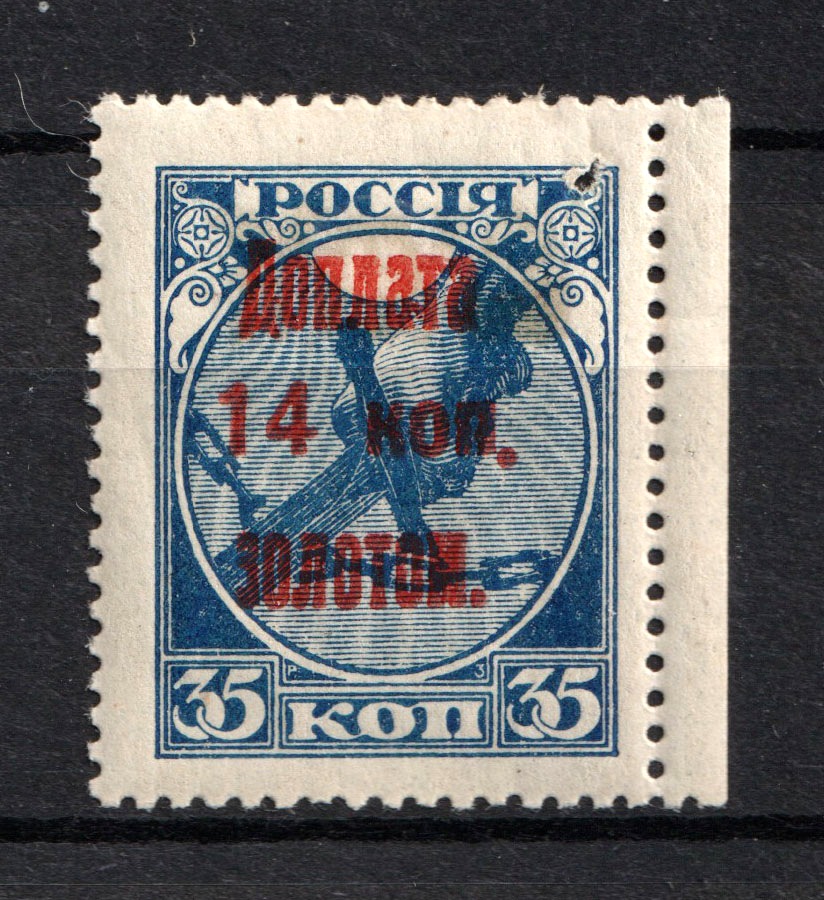 РОССІЯ
Доплата
14 коп.
золотом.
Р З
35 КОП 35